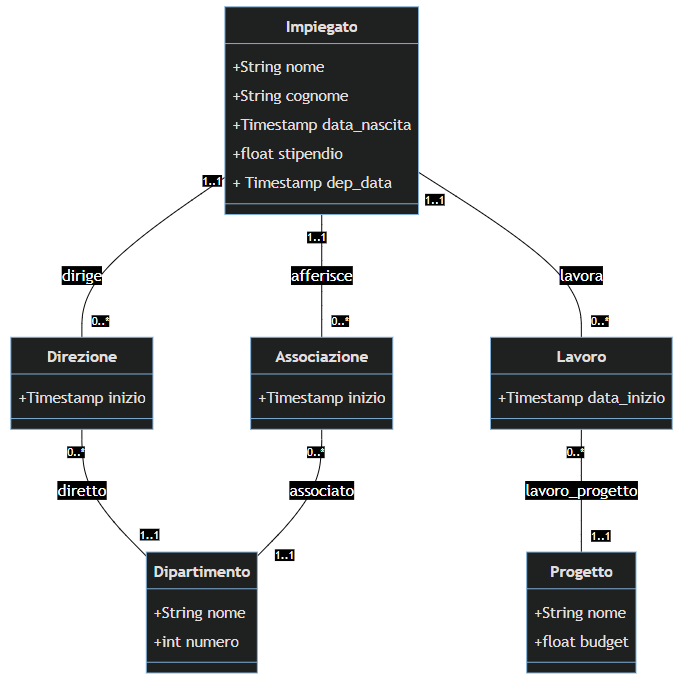 Impiegato
+String nome
+String cognome
+Timestamp data_nascita
+float stipendio
+ Timestamp dep_data
1..1
1..1
1..1
dirige
afferisce
lavora
0..*
0..*
0..*
Direzione
+Timestamp inizio
Associazione
+Timestamp inizio
Lavoro
+Timestamp data_inizio
0..*
0..*
0..*
diretto
associato
lavoro_progetto
1..1
1..1
1..1
Dipartimento
+String nome
+int numero
Progetto
+String nome
+float budget